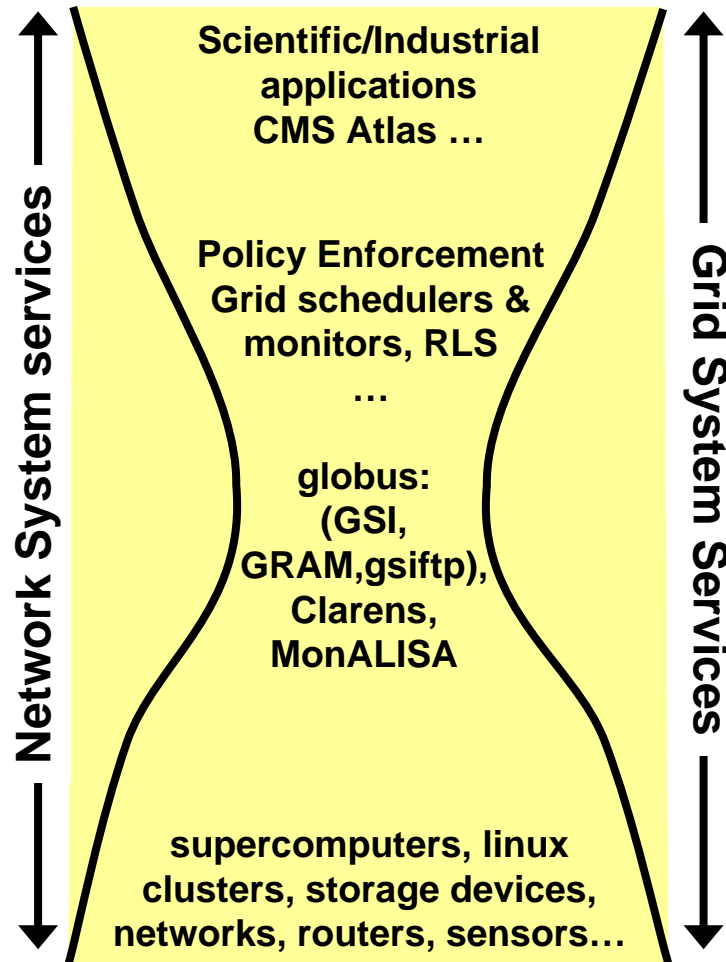 Network System services
Scientific/Industrial
applications
CMS Atlas …
Policy Enforcement
Grid schedulers &
monitors, RLS
…
globus:
(GSI,
GRAM,gsiftp),
Clarens,
MonALISA
supercomputers, linux
clusters, storage devices,
networks, routers, sensors…
Grid System Services